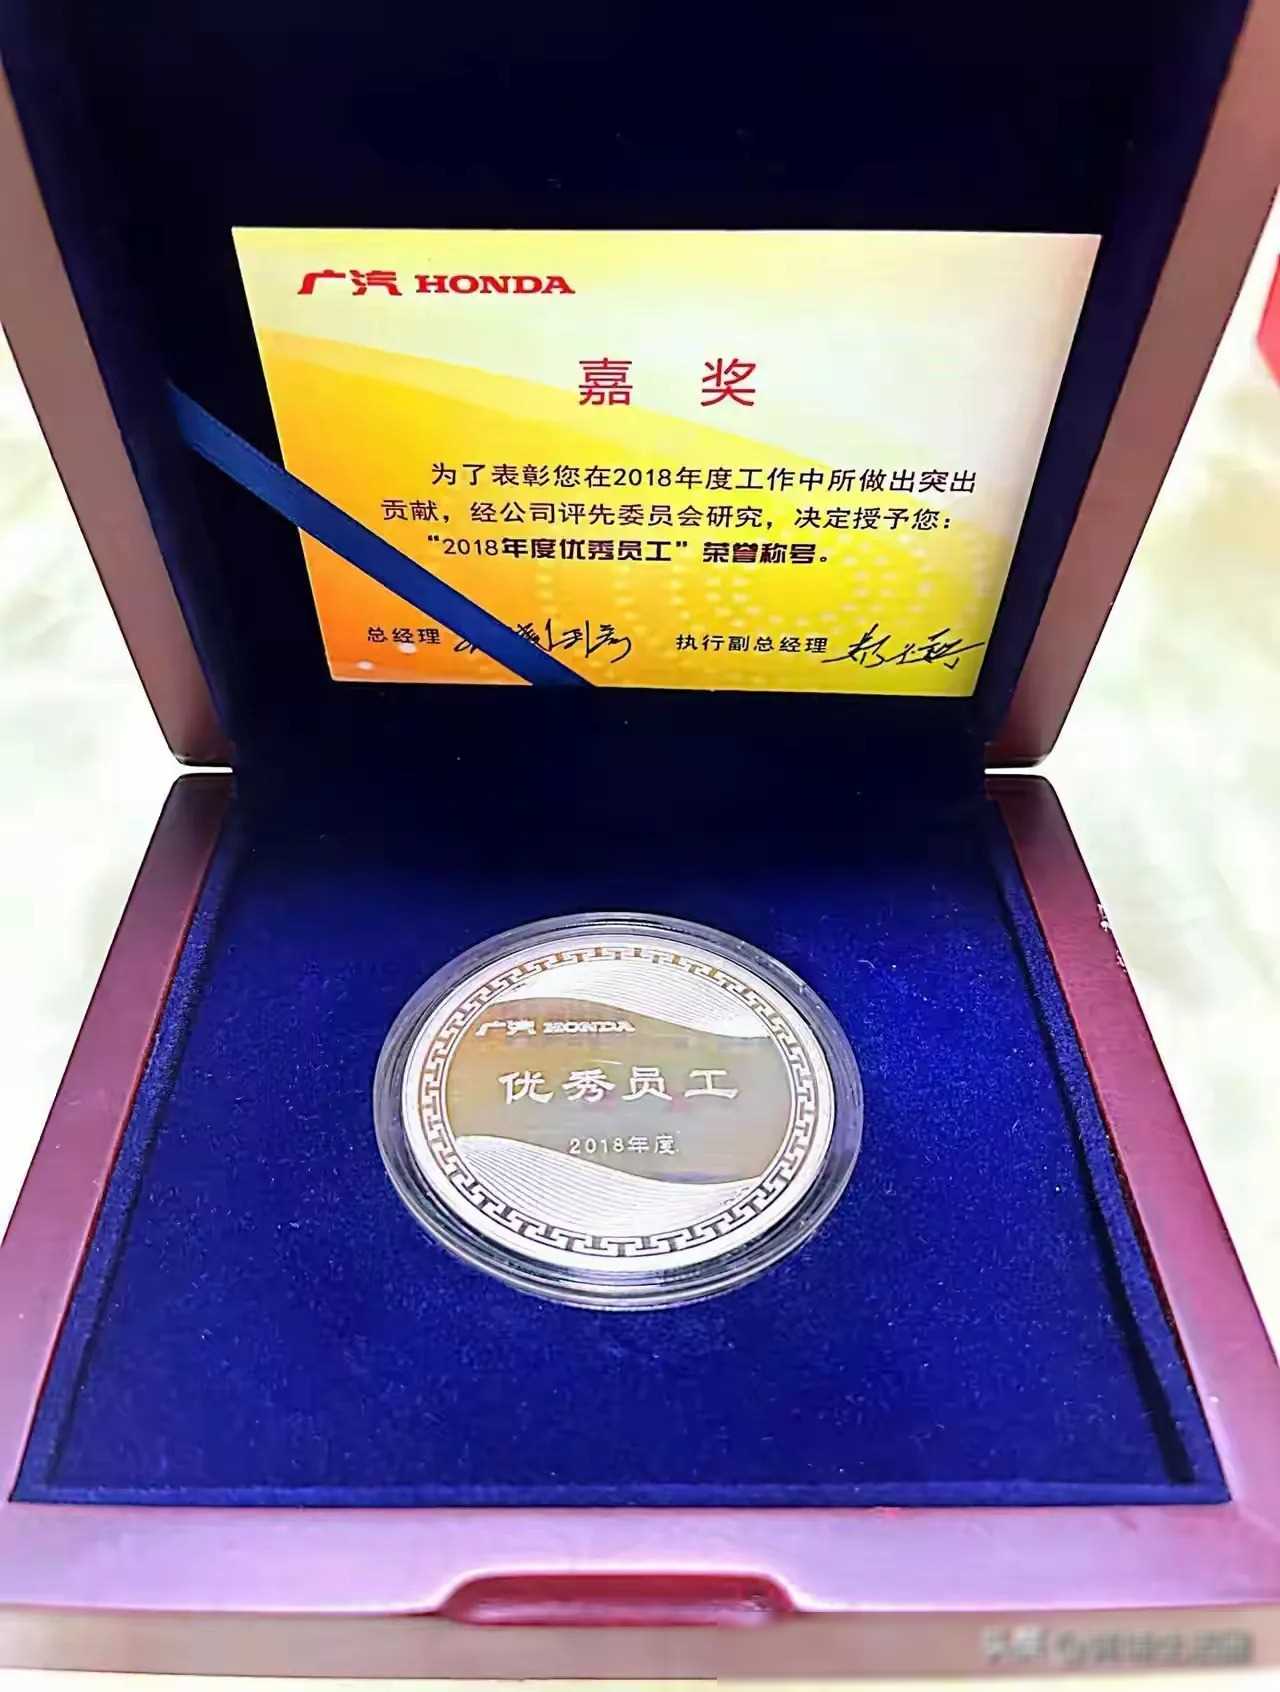 广汽 HONDA
嘉 奖
为了表彰您在2018年度工作中所做出突出
贡献，经公司评先委员会研究，决定授予您：
“2018年度优秀员工”荣誉称号。
总经理 执行副总经理
广汽 HONDA
优秀员工
2018年度